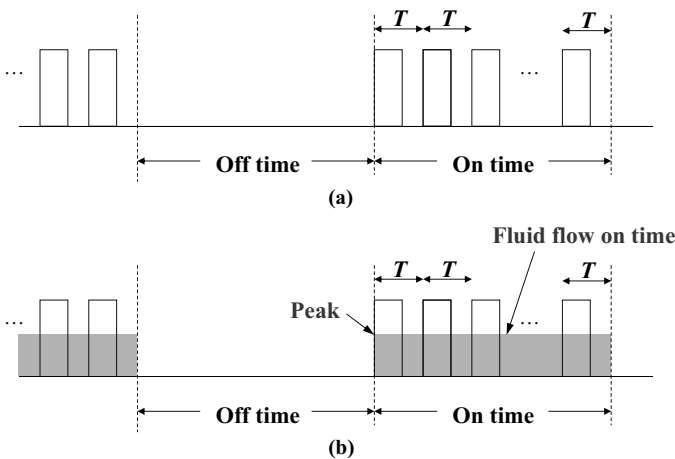 T T T
... ...
Off time On time
(a)
Fluid flow on time
T T T
Peak
... ...
Off time On time
(b)